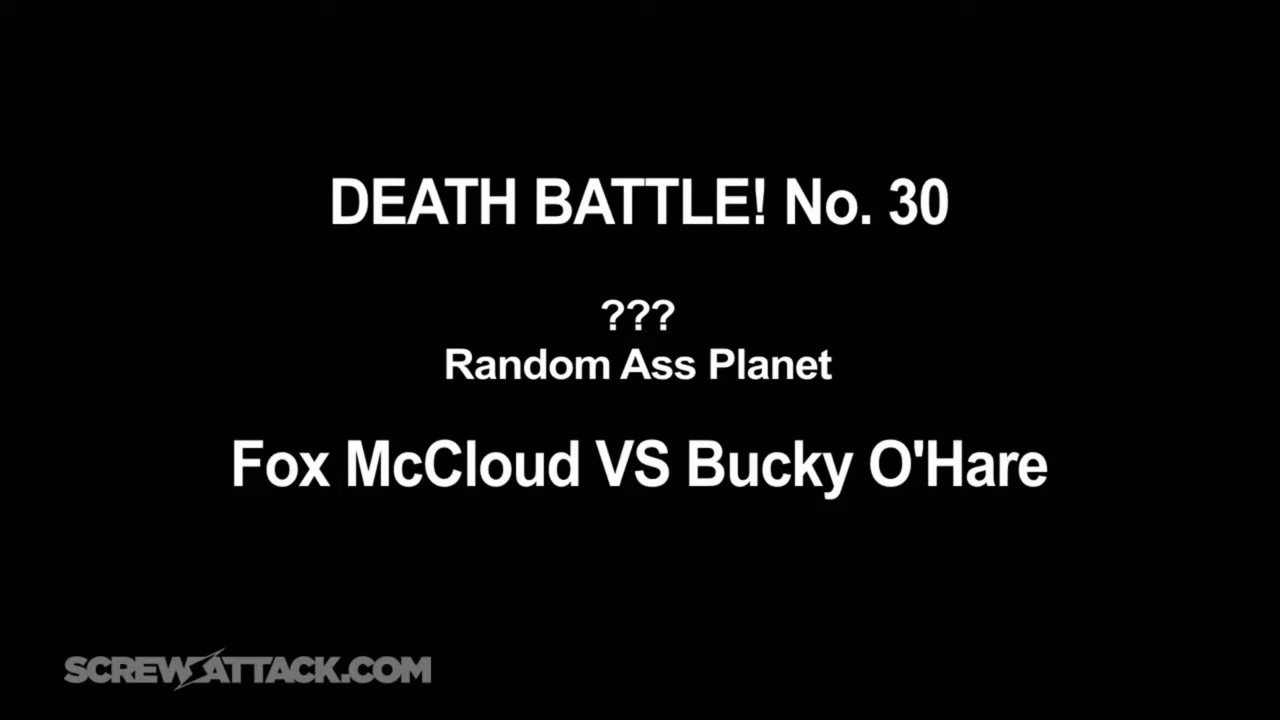 DEATH BATTLE! No. 30
???
Random Ass Planet
Fox McCloud VS Bucky O'Hare
SCREWATTACK.COM